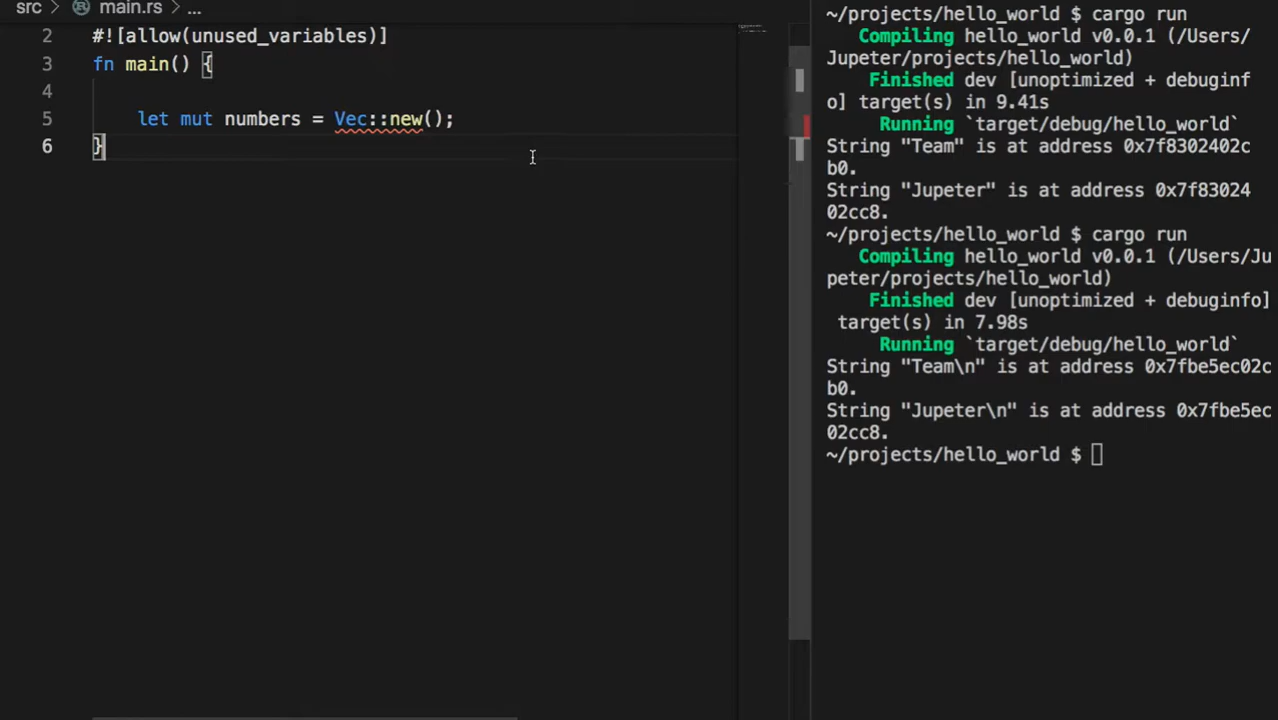 src > main.rs > ...
2 #![allow(unused_variables)]
3 fn main() {
4
5 let mut numbers = Vec::new();
6 }
~/projects/hello_world $ cargo run
Compiling hello_world v0.0.1 (/Users/
Jupeter/projects/hello_world)
Finished dev [unoptimized + debuginf
o] target(s) in 9.41s
Running `target/debug/hello_world`
String "Team" is at address 0x7f8302402c
b0.
String "Jupeter" is at address 0x7f83024
02cc8.
~/projects/hello_world $ cargo run
Compiling hello_world v0.0.1 (/Users/Ju
peter/projects/hello_world)
Finished dev [unoptimized + debuginfo]
target(s) in 7.98s
Running `target/debug/hello_world`
String "Team\n" is at address 0x7fbe5ec02c
b0.
String "Jupeter\n" is at address 0x7fbe5ec
02cc8.
~/projects/hello_world $